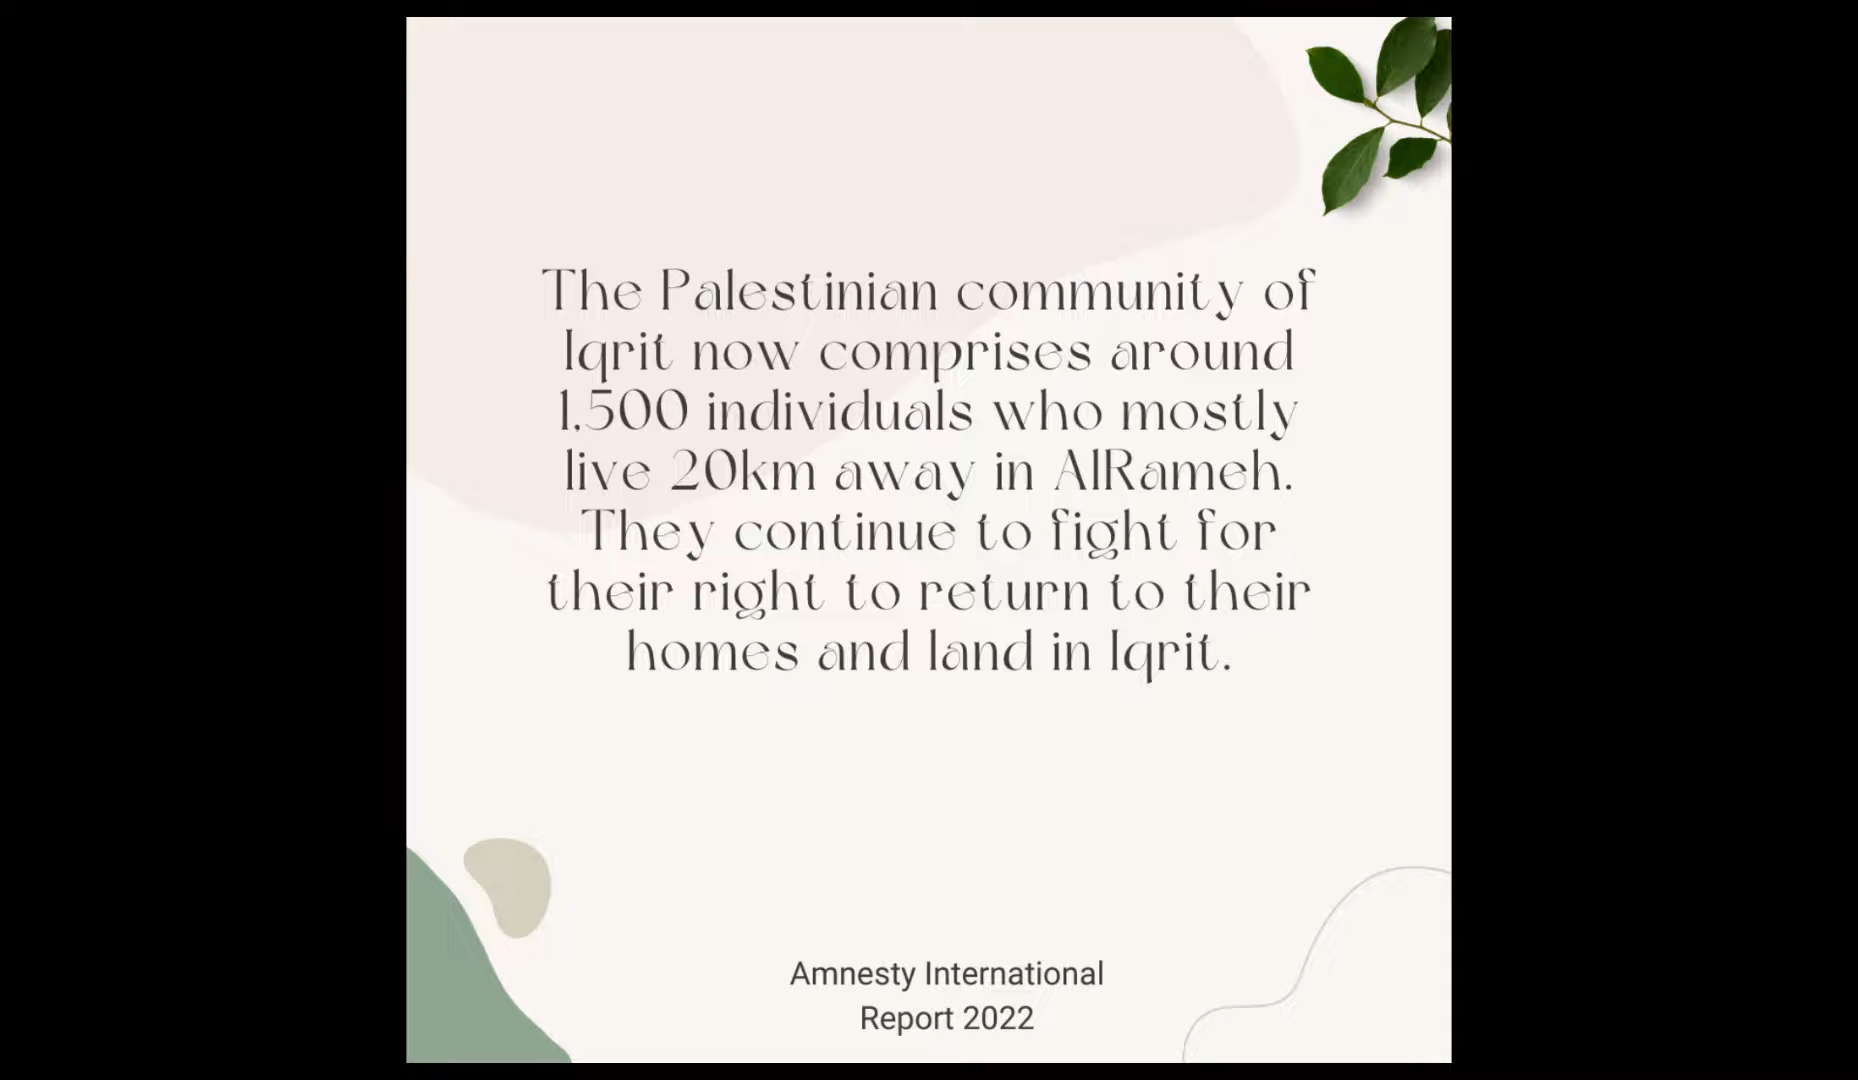 The Palestinian community of
Iqrit now comprises around
1,500 individuals who mostly
live 20km away in AlRameh.
They continue to fight for
their right to return to their
homes and land in Iqrit.
Amnesty International
Report 2022